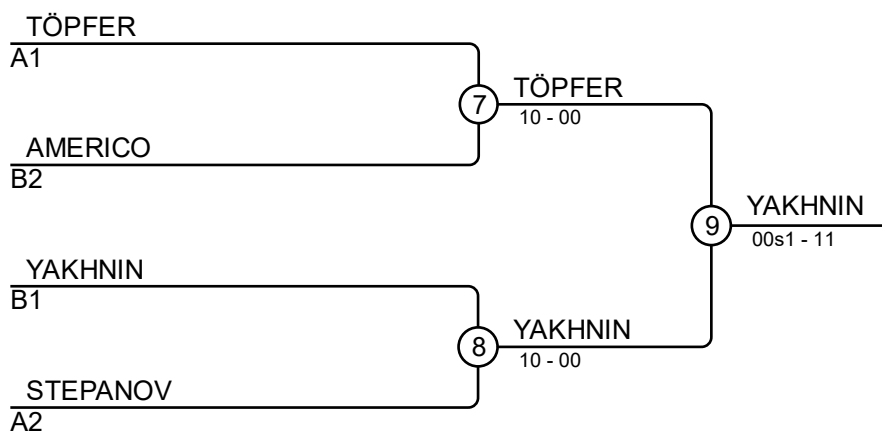 TÖPFER
A1
7
TÖPFER
10 - 00
AMERICO
B2
9
YAKHNIN
00s1 - 11
YAKHNIN
B1
8
YAKHNIN
10 - 00
STEPANOV
A2